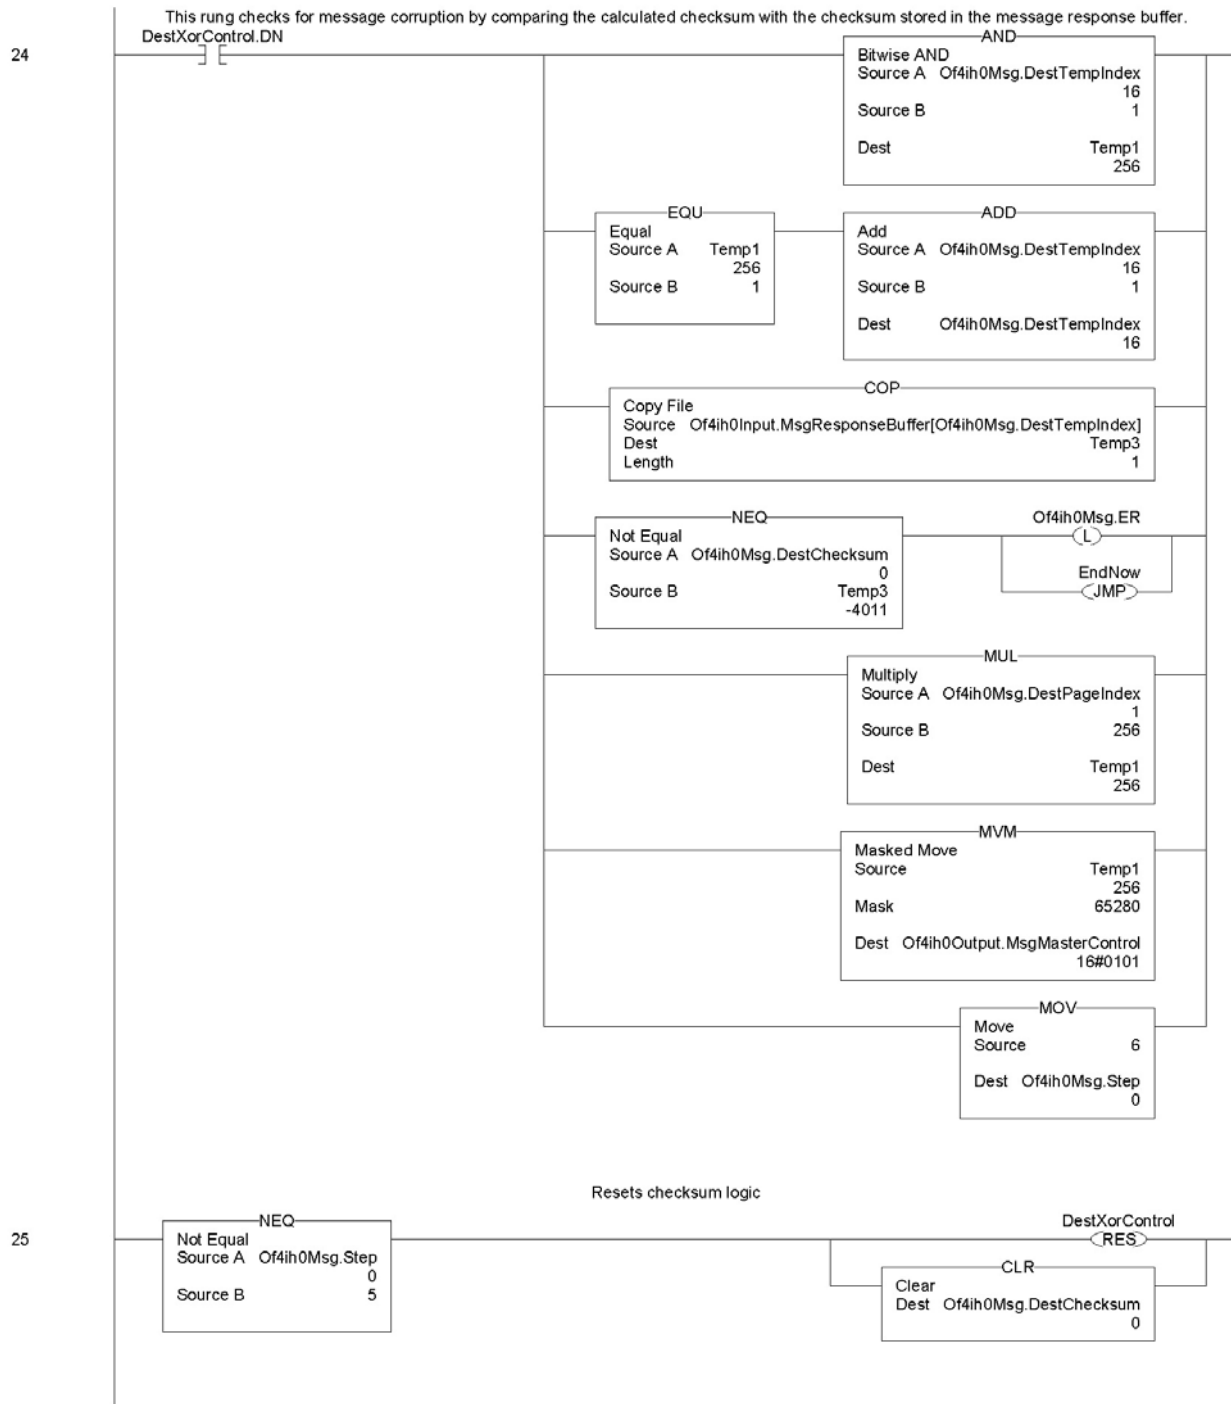 This rung checks for message corruption by comparing the calculated checksum with the checksum stored in the message response buffer.
DestXorControl.DN
24
AND
Bitwise AND
Source A Of4ih0Msg.DestTempIndex
16
Source B 1
Dest Temp1
256
EQU
Equal
Source A Temp1
256
Source B 1
ADD
Add
Source A Of4ih0Msg.DestTempIndex
16
Source B 1
Dest Of4ih0Msg.DestTempIndex
16
COP
Copy File
Source Of4ih0Input.MsgResponseBuffer[Of4ih0Msg.DestTempIndex]
Dest Temp3
Length 1
NEQ
Not Equal
Source A Of4ih0Msg.DestChecksum
0
Source B Temp3
-4011
Of4ih0Msg.ER
L
EndNow
JMP
MUL
Multiply
Source A Of4ih0Msg.DestPageIndex
1
Source B 256
Dest Temp1
256
MVM
Masked Move
Source Temp1
256
Mask 65280
Dest Of4ih0Output.MsgMasterControl
16#0101
MOV
Move
Source 6
Dest Of4ih0Msg.Step
0
Resets checksum logic
25
NEQ
Not Equal
Source A Of4ih0Msg.Step
0
Source B 5
DestXorControl
RES
CLR
Clear
Dest Of4ih0Msg.DestChecksum
0